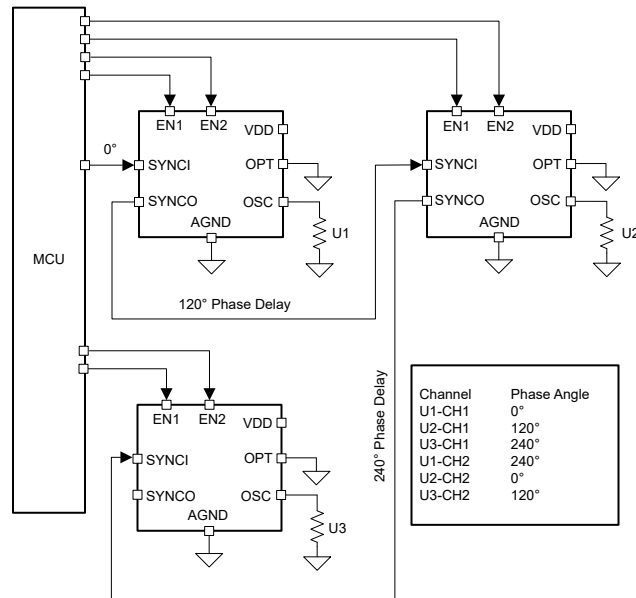 EN1 EN2
VDD
0°
SYNCI
OPT
SYNCO
OSC
AGND
U1
EN1 EN2
VDD
SYNCI
OPT
SYNCO
OSC
AGND
U2
MCU
120° Phase Delay
240° Phase Delay
EN1 EN2
VDD
SYNCI
OPT
SYNCO
OSC
AGND
U3
Channel Phase Angle
U1-CH1 0°
U2-CH1 120°
U3-CH1 240°
U1-CH2 240°
U2-CH2 0°
U3-CH2 120°